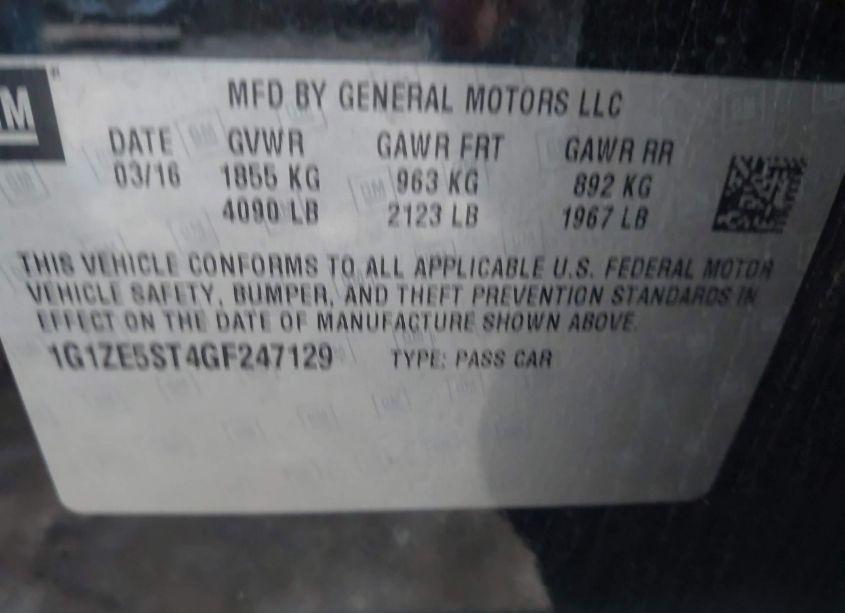 GM
MFD BY GENERAL MOTORS LLC
DATE GVWR GAWR FRT GAWR RR
03/16 1855 KG 963 KG 892 KG
4090 LB 2123 LB 1967 LB
THIS VEHICLE CONFORMS TO ALL APPLICABLE U.S. FEDERAL MOTOR
VEHICLE SAFETY, BUMPER, AND THEFT PREVENTION STANDARDS IN
EFFECT ON THE DATE OF MANUFACTURE SHOWN ABOVE.
1G1ZE5ST4GF247129 TYPE: PASS CAR